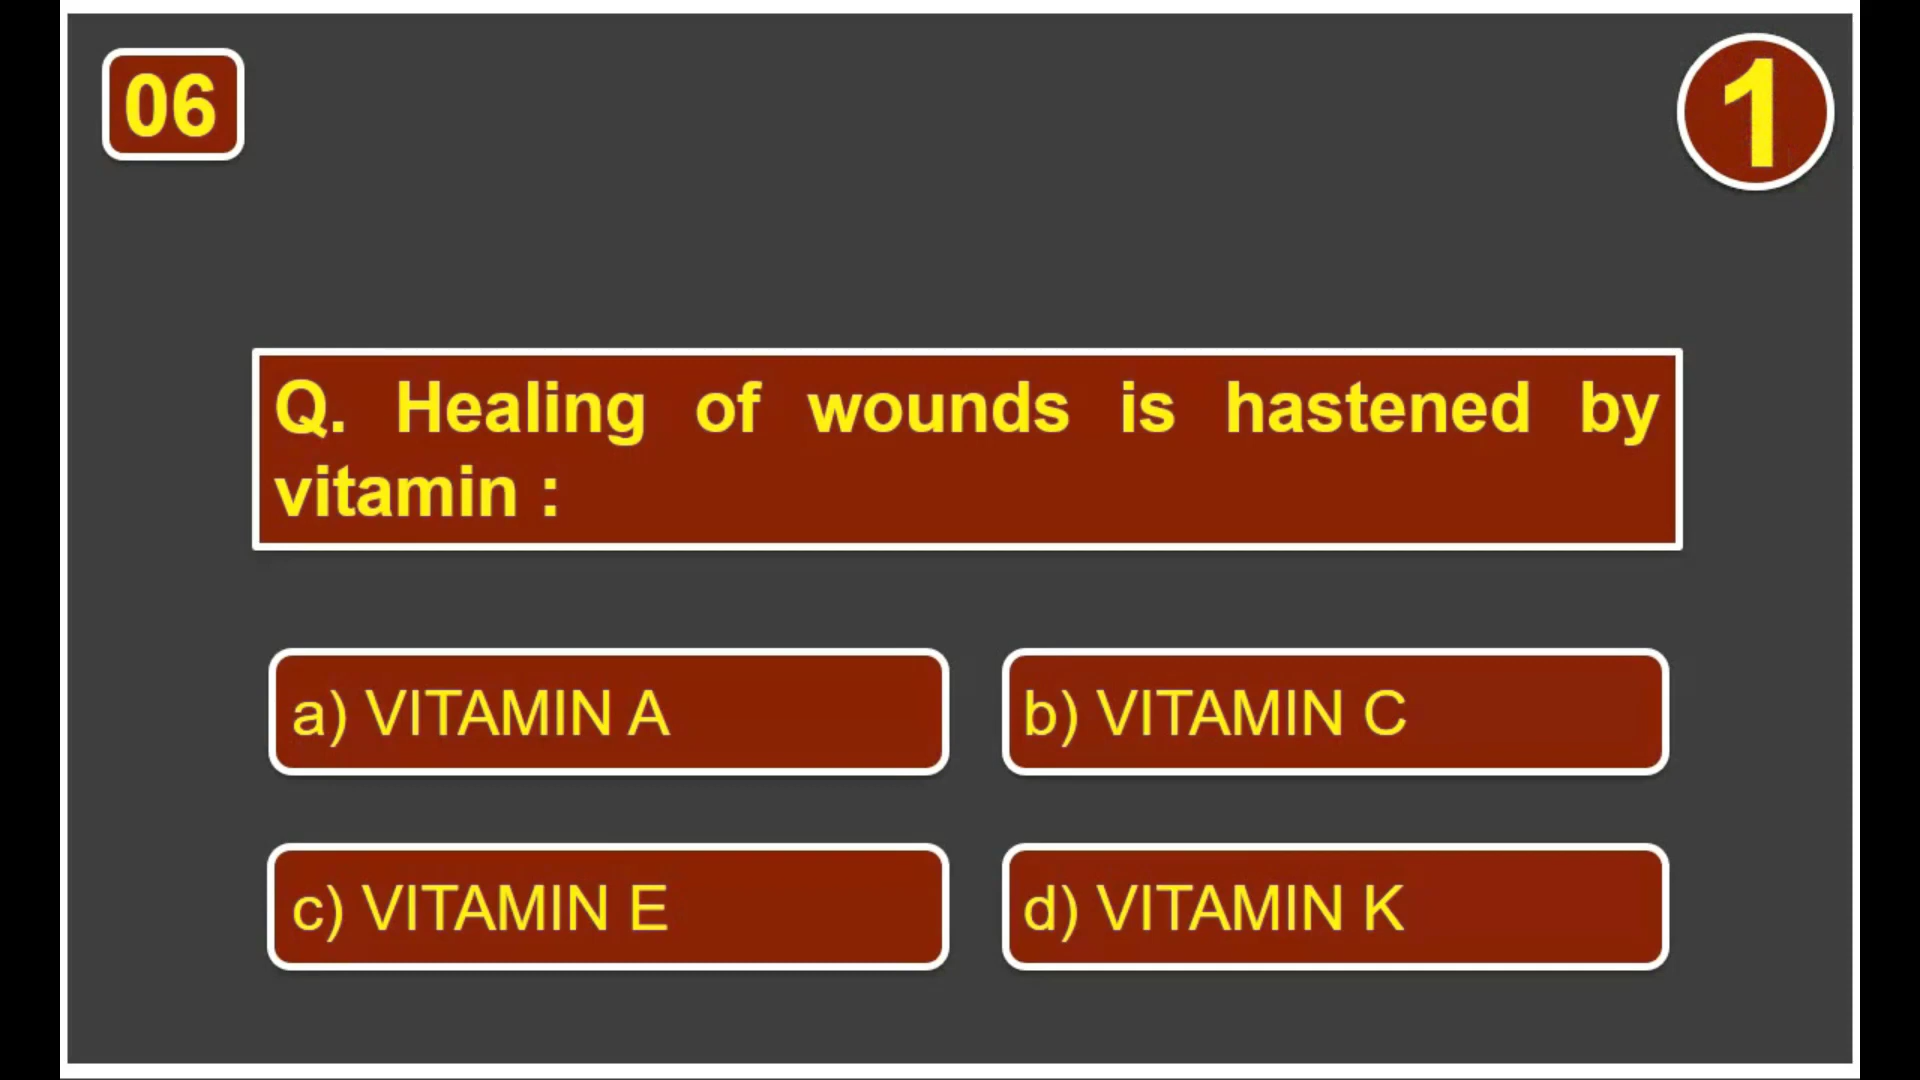 06
1
Q. Healing of wounds is hastened by
vitamin :
a) VITAMIN A
b) VITAMIN C
c) VITAMIN E
d) VITAMIN K